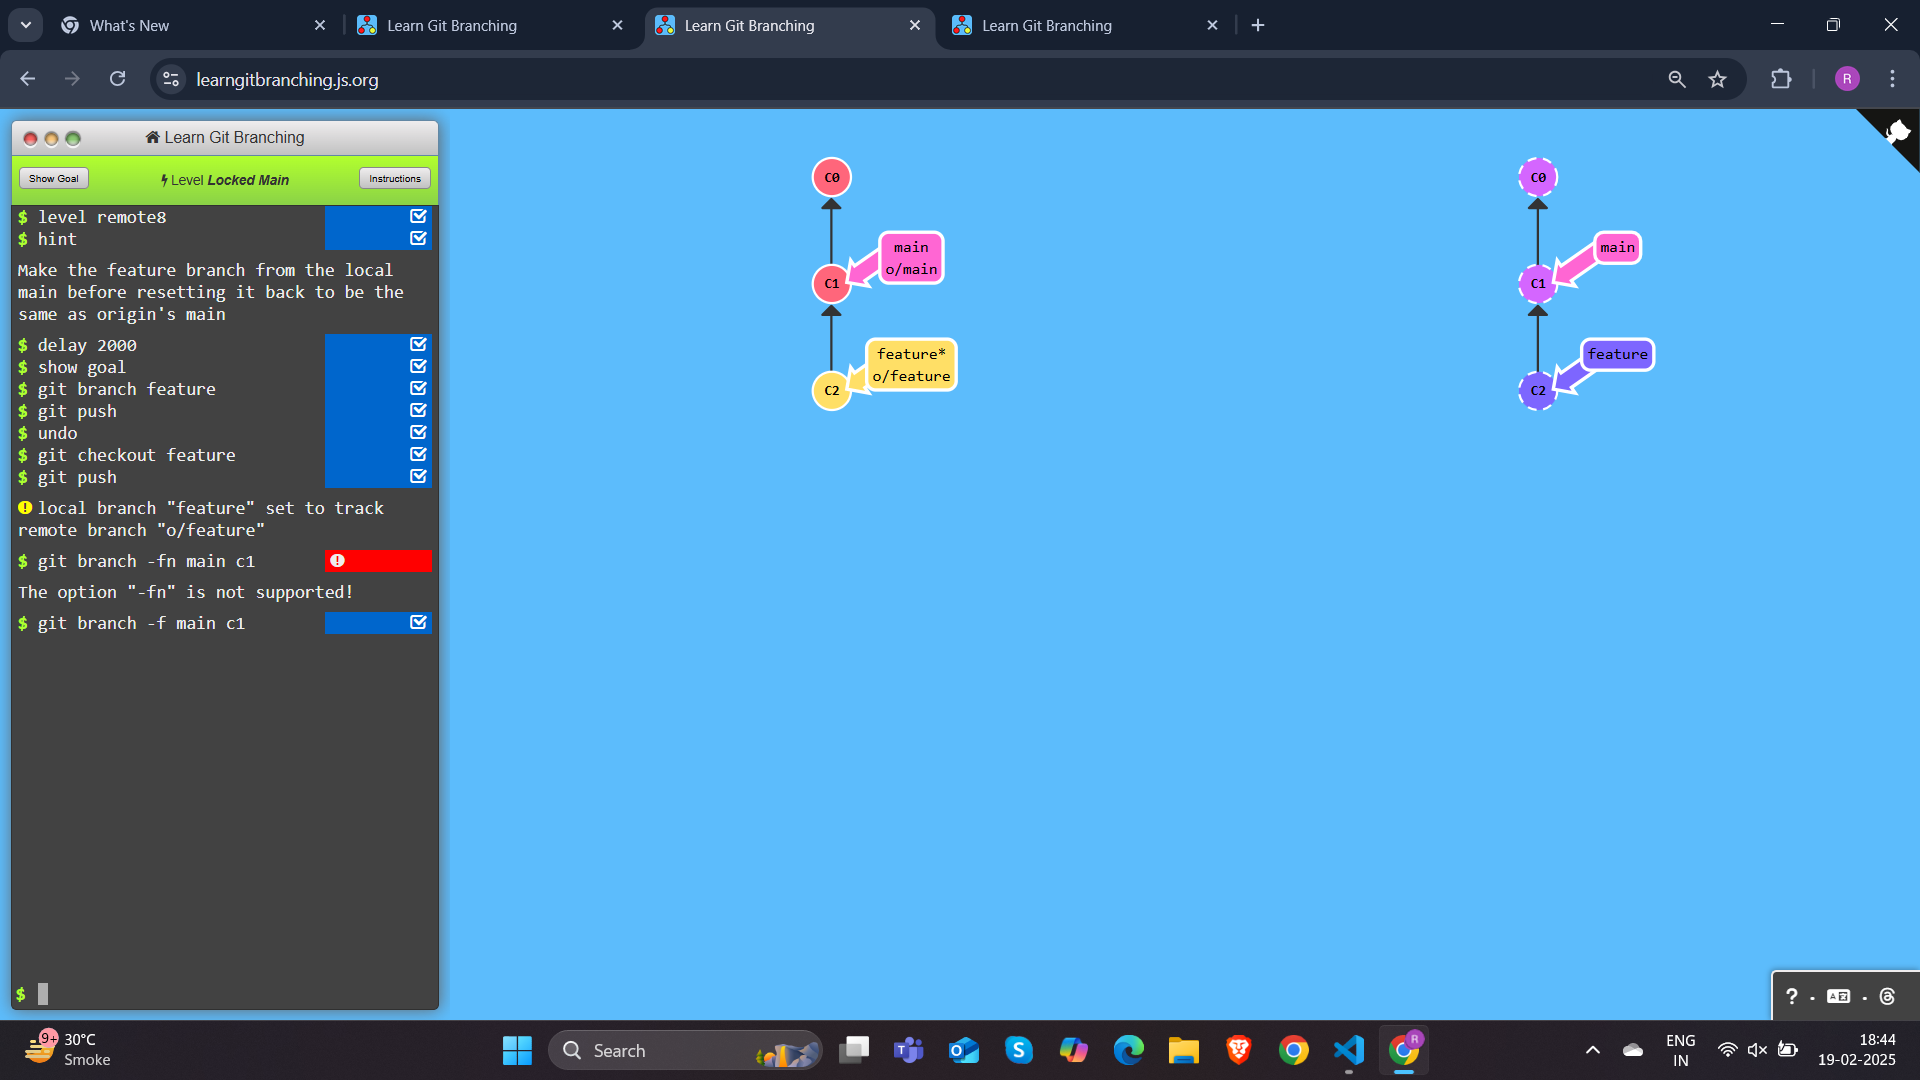 What's New
Learn Git Branching
Learn Git Branching
Learn Git Branching
learngitbranching.js.org
R
Learn Git Branching
Show Goal
Level Locked Main
Instructions
$ level remote8
$ hint
Make the feature branch from the local
main before resetting it back to be the
same as origin's main
$ delay 2000
$ show goal
$ git branch feature
$ git push
$ undo
$ git checkout feature
$ git push
local branch "feature" set to track
remote branch "o/feature"
$ git branch -fn main c1
The option "-fn" is not supported!
$ git branch -f main c1
$
C0
main
o/main
C1
feature*
o/feature
C2
C0
main
C1
feature
C2
?
9+
30°C
Smoke
Search
R
ENG
IN
18:44
19-02-2025